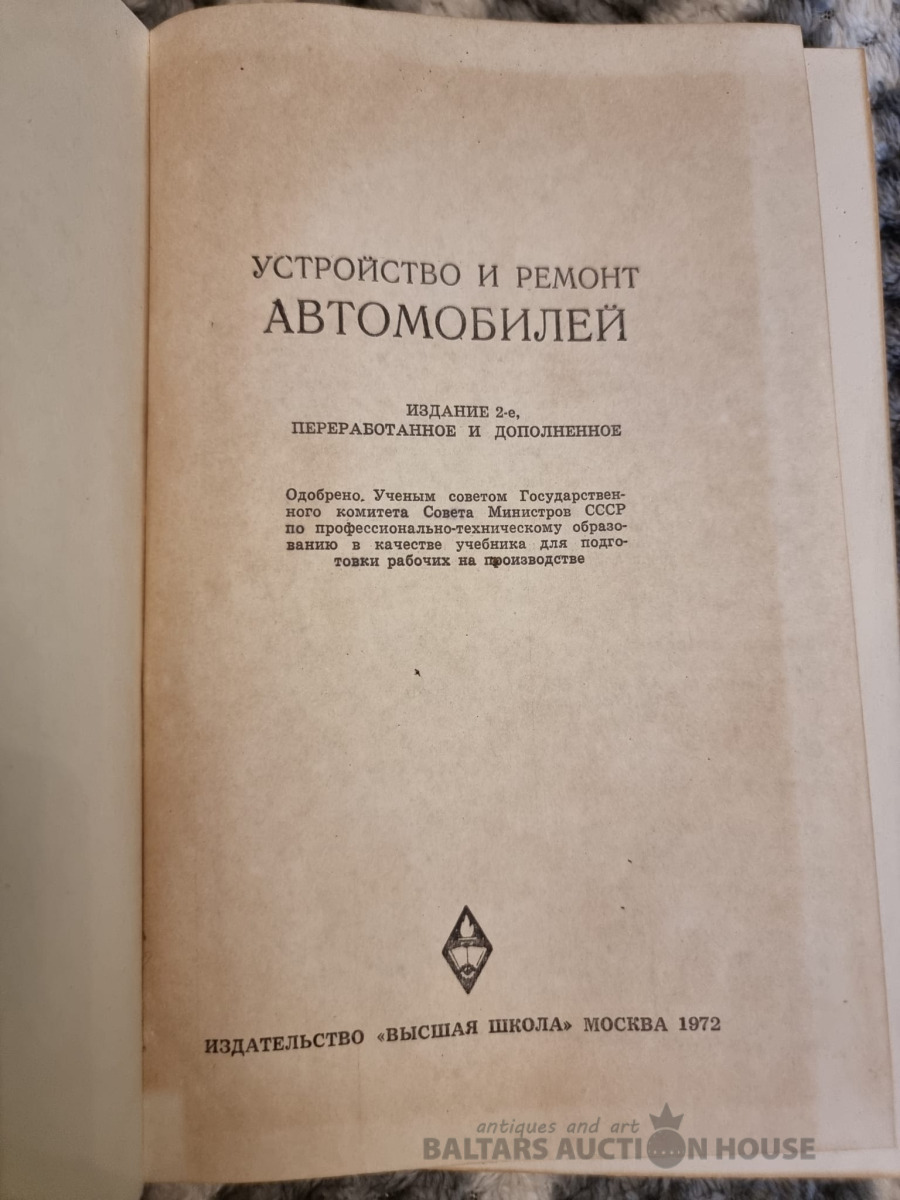 УСТРОЙСТВО И РЕМОНТ
АВТОМОБИЛЕЙ
ИЗДАНИЕ 2-е,
ПЕРЕРАБОТАННОЕ И ДОПОЛНЕННОЕ
Одобрено. Ученым советом Государствен-
ного комитета Совета Министров СССР
по профессионально-техническому образо-
ванию в качестве учебника для подго-
товки рабочих на производстве
ИЗДАТЕЛЬСТВО «ВЫСШАЯ ШКОЛА» МОСКВА 1972
antiques and art
BALTARS AUCTION HOUSE